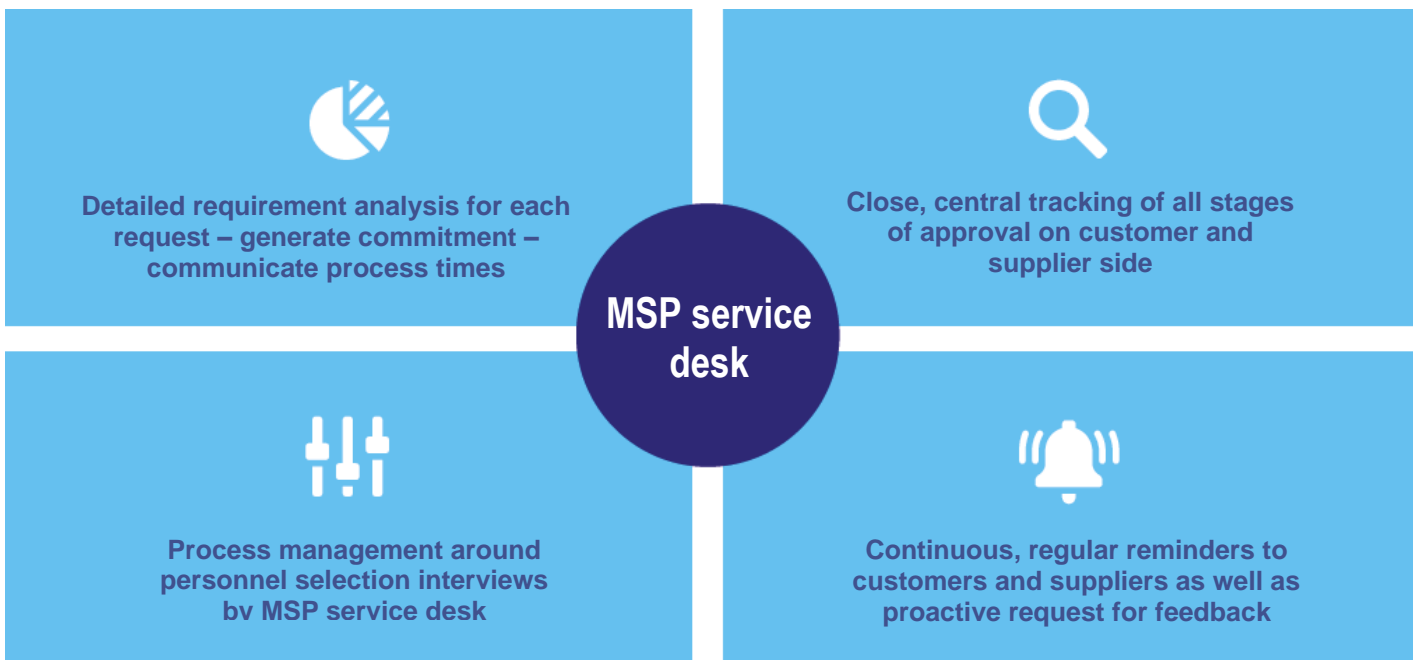 Detailed requirement analysis for each
request – generate commitment –
communicate process times
Close, central tracking of all stages
of approval on customer and
supplier side
MSP service
desk
Process management around
personnel selection interviews
by MSP service desk
Continuous, regular reminders to
customers and suppliers as well as
proactive request for feedback